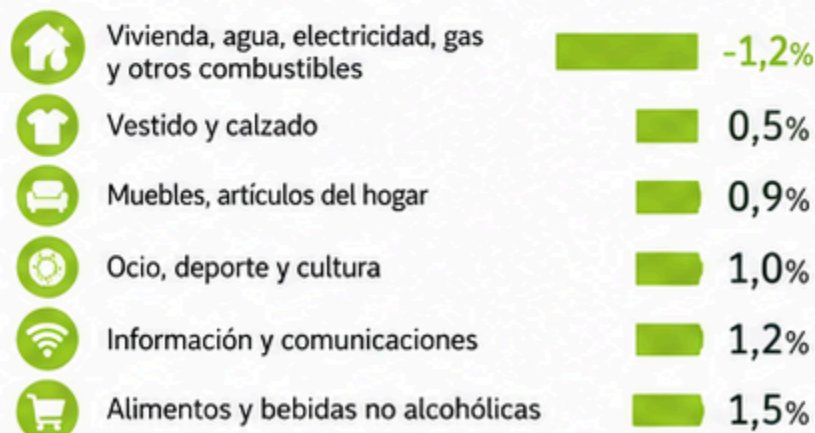 Vivienda, agua, electricidad, gas
y otros combustibles
-1,2%
Vestido y calzado
0,5%
Muebles, artículos del hogar
0,9%
Ocio, deporte y cultura
1,0%
Información y comunicaciones
1,2%
Alimentos y bebidas no alcohólicas
1,5%